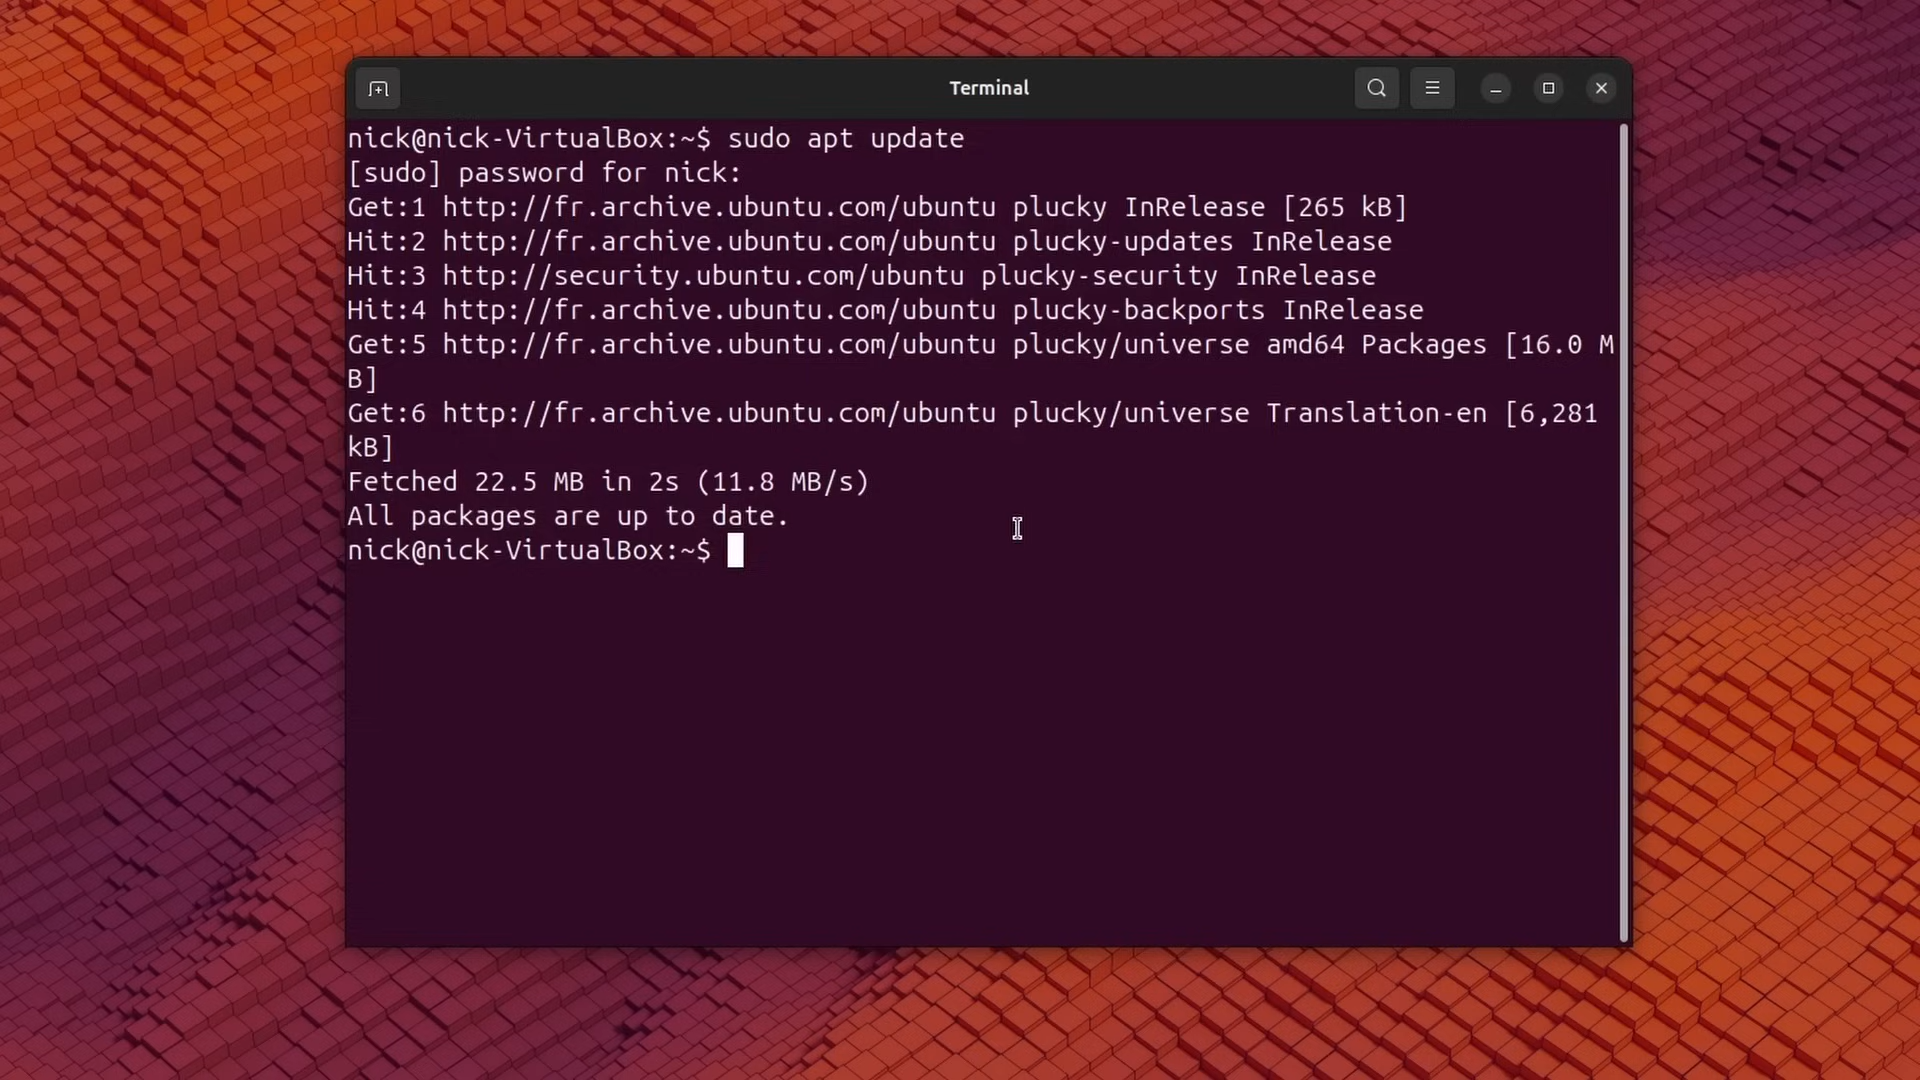 Terminal
nick@nick-VirtualBox:~$ sudo apt update
[sudo] password for nick:
Get:1 http://fr.archive.ubuntu.com/ubuntu plucky InRelease [265 kB]
Hit:2 http://fr.archive.ubuntu.com/ubuntu plucky-updates InRelease
Hit:3 http://security.ubuntu.com/ubuntu plucky-security InRelease
Hit:4 http://fr.archive.ubuntu.com/ubuntu plucky-backports InRelease
Get:5 http://fr.archive.ubuntu.com/ubuntu plucky/universe amd64 Packages [16.0 M
B]
Get:6 http://fr.archive.ubuntu.com/ubuntu plucky/universe Translation-en [6,281
kB]
Fetched 22.5 MB in 2s (11.8 MB/s)
All packages are up to date.
nick@nick-VirtualBox:~$